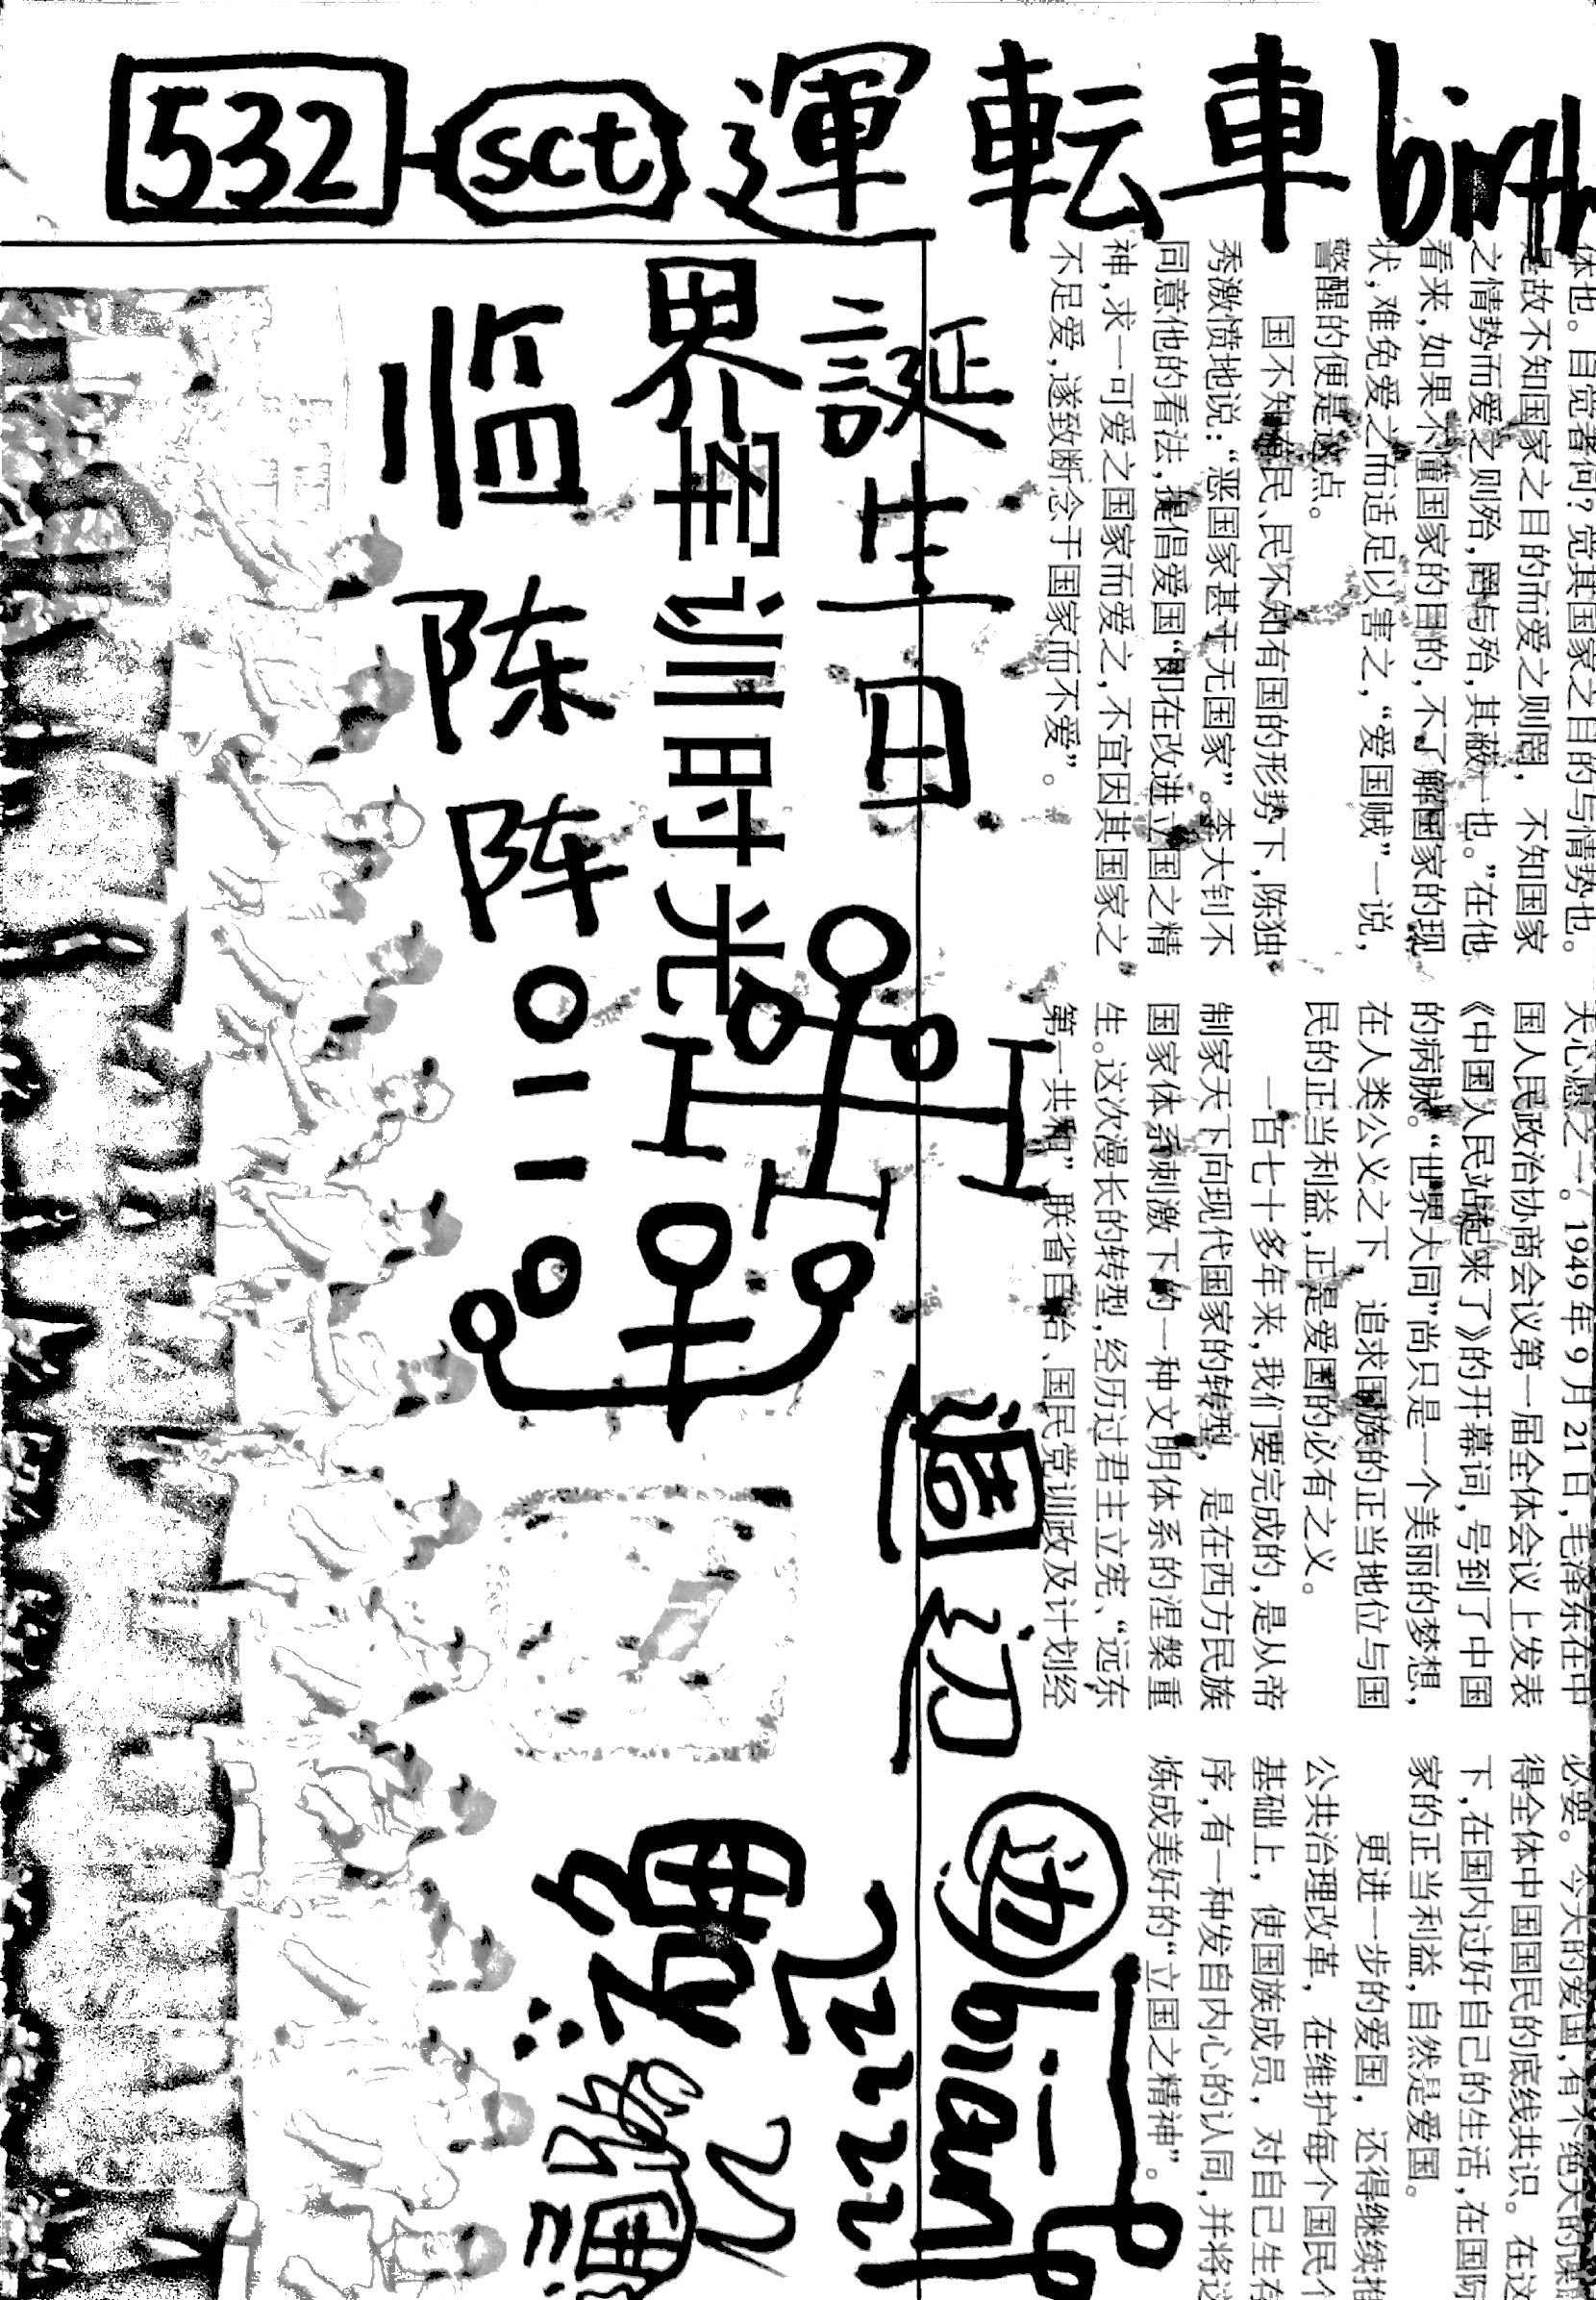 532
sct
運転車birth
誕生日
界军训时光
监
陈
阵
週
边bian
体也。自觉者何？觉其国家之目的与情势也。
是故不知国家之目的而爱之则罔，不知国家
之情势而爱之则殆，罔与殆，其蔽一也。”在他
看来，如果不懂国家的目的，不了解国家的现
状，难免爱之而适足以害之，“爱国贼”一说，
警醒的便是这点。
国不知有民、民不知有国的形势下，陈独
秀激愤地说：“恶国家甚于无国家”。李大钊不
同意他的看法，提倡爱国“即在改进立国之精
神，求一可爱之国家而爱之，不宜因其国家之
不足爱，遂致断念于国家而不爱”。
天心愿之一。1949年9月21日，毛泽东在中
国人民政治协商会议第一届全体会议上发表
《中国人民站起来了》的开幕词，号到了中国
的病脉。“世界大同”尚只是一个美丽的梦想，
在人类公义之下，追求国族的正当地位与国
民的正当利益，正是爱国的必有之义。
一百七十多年来，我们要完成的，是从帝
制家天下向现代国家的转型，是在西方民族
国家体系刺激下的一种文明体系的涅槃重
生。这次漫长的转型，经历过君主立宪、“远东
第一共和”、联省自治、国民党训政及计划经
必要。今天的爱国，有不绝天的谋
得全体中国国民的底线共识。在这
下，在国内过好自己的生活，在国际
家的正当利益，自然是爱国。
更进一步的爱国，还得继续推
公共治理改革，在维护每个国民个
基础上，使国族成员，对自己生存
序，有一种发自内心的认同，并将这
炼成美好的“立国之精神”。